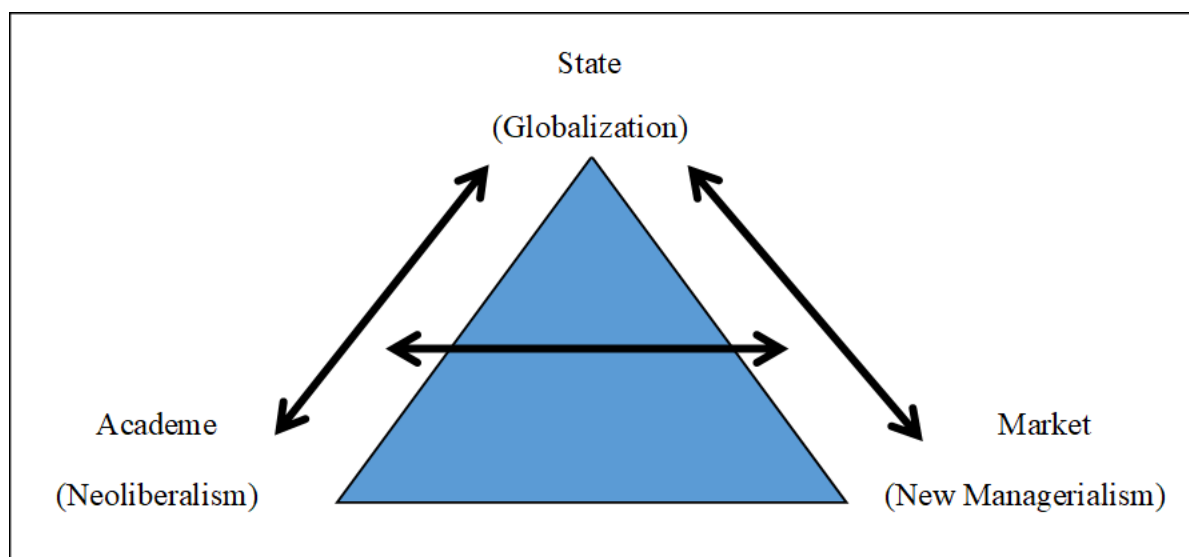 State
(Globalization)
Academe
(Neoliberalism)
Market
(New Managerialism)